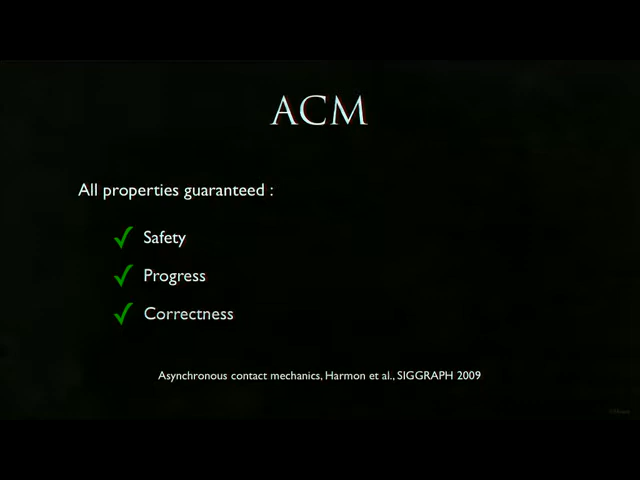 ACM
All properties guaranteed :
Safety
Progress
Correctness
Asynchronous contact mechanics, Harmon et al., SIGGRAPH 2009